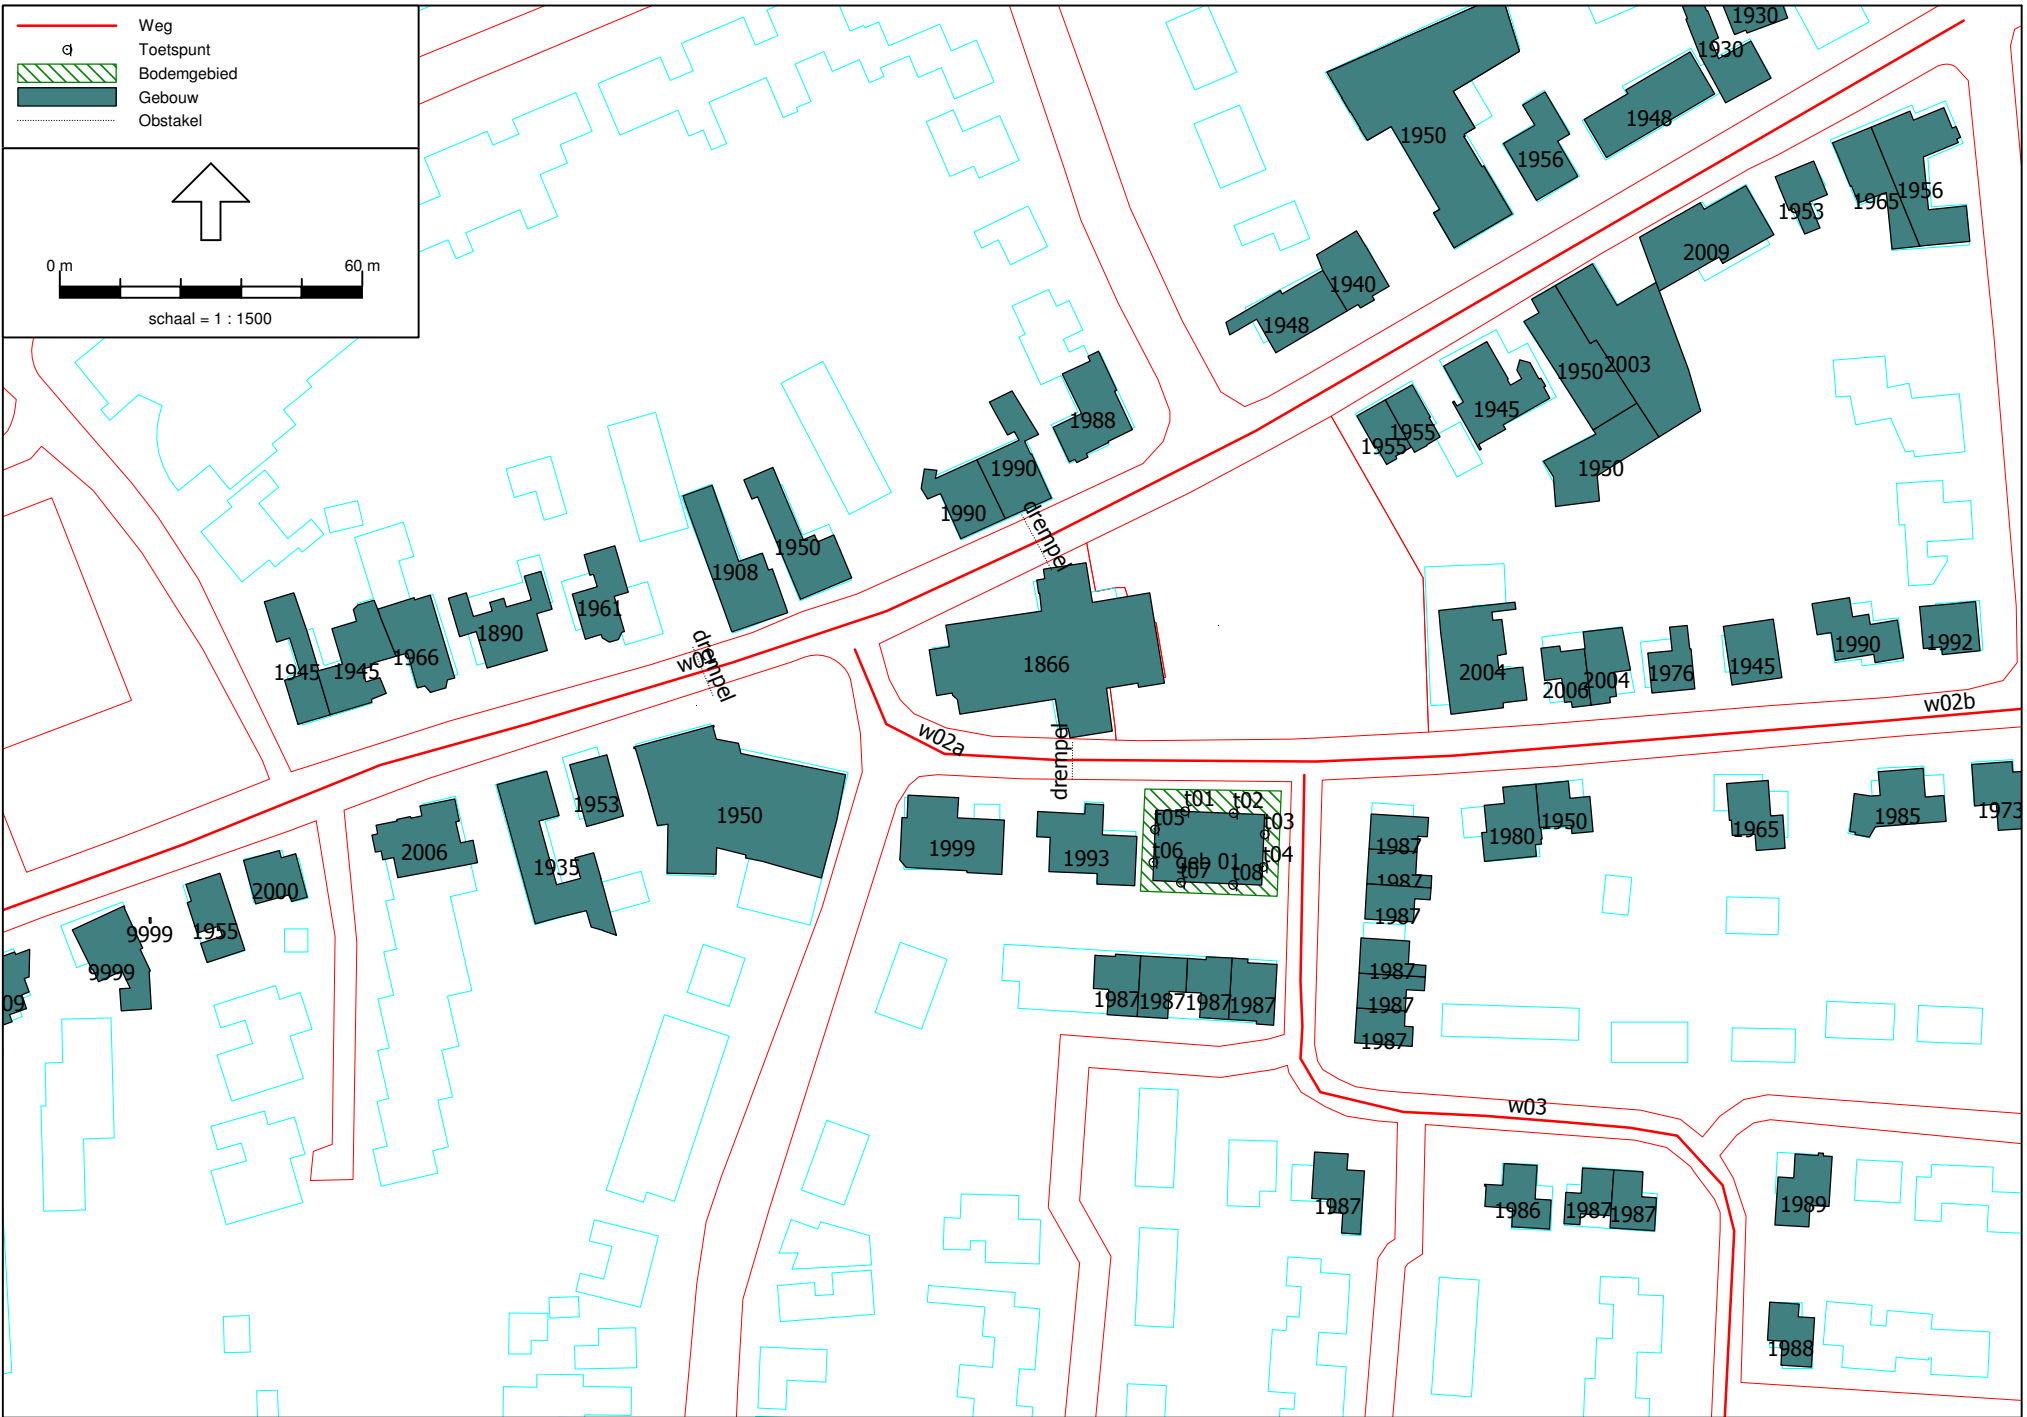 Weg
Toetspunt
Bodemgebied
Gebouw
Obstakel
0 m 60 m
schaal = 1 : 1500
1930
1930
1950
1948
1956
1953
1965
1956
2009
1940
1948
1950
2003
1945
1955
1955
1950
1988
1990
1990
drempel
1950
1908
1961
1890
1966
1945
1945
w01
drempel
1866
w02a
drempel
2004
2006
2004
1976
1945
1990
1992
w02b
1953
1950
2006
1935
2000
1955
9999
9999
09
1999
1993
t01
t02
t03
t04
t05
t06
t07
t08
geb 01
1987
1987
1987
1980
1950
1965
1985
1973
1987
1987
1987
1987
1987
1987
1987
w03
1987
1986
1987
1987
1989
1988